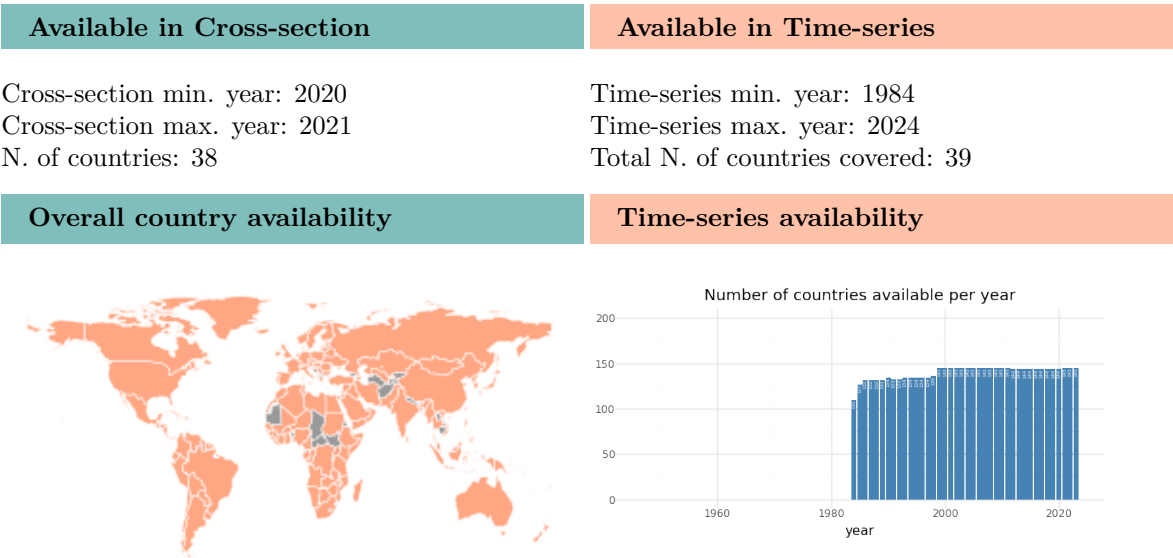 Available in Cross-section
Available in Time-series
Cross-section min. year: 2020
Cross-section max. year: 2021
N. of countries: 38
Time-series min. year: 1984
Time-series max. year: 2024
Total N. of countries covered: 39
Overall country availability
Time-series availability
Number of countries available per year
200
150
100
50
0
1960
1980
2000
2020
year